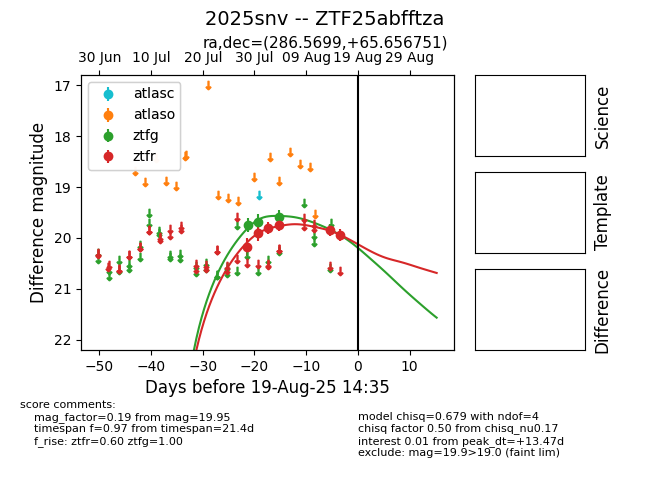 2025snv -- ZTF25abfftza
ra,dec=(286.5699,+65.656751)
30 Jun 10 Jul 20 Jul 30 Jul 09 Aug 19 Aug 29 Aug
17
18
19
20
21
22
Difference magnitude
atlasc
atlaso
ztfg
ztfr
−50 −40 −30 −20 −10 0 10
Days before 19-Aug-25 14:35
Science
Template
Difference
score comments:
mag_factor=0.19 from mag=19.95
timespan f=0.97 from timespan=21.4d
f_rise: ztfr=0.60 ztfg=1.00
model chisq=0.679 with ndof=4
chisq factor 0.50 from chisq_nu0.17
interest 0.01 from peak_dt=+13.47d
exclude: mag=19.9>19.0 (faint lim)